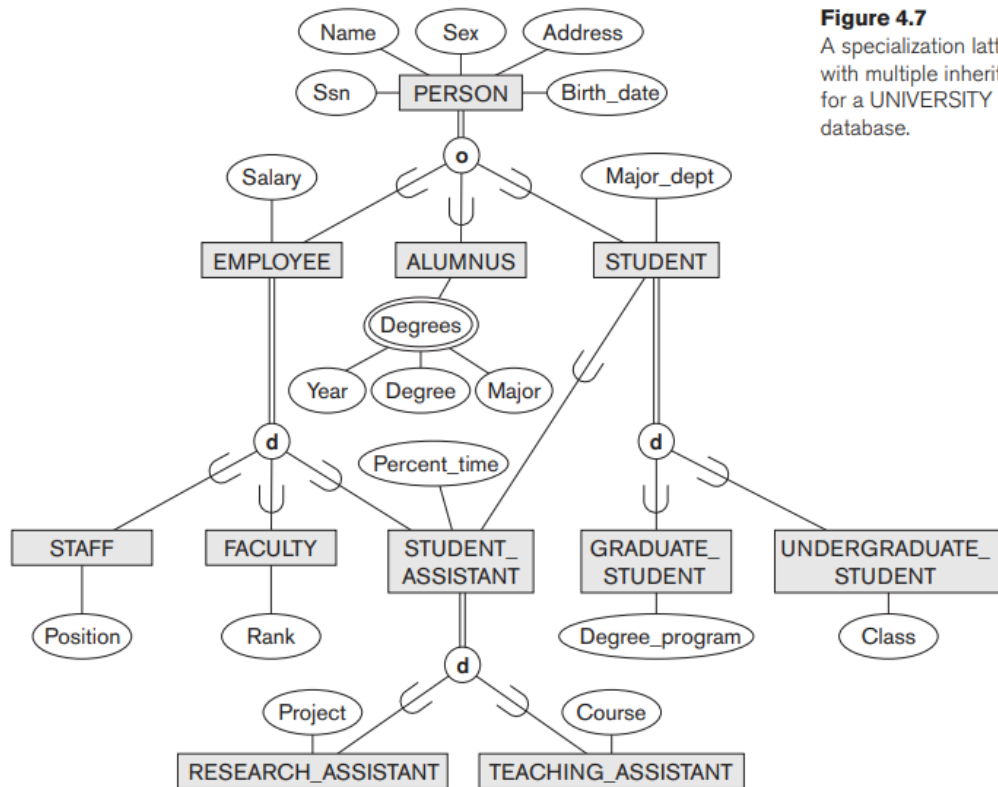 Figure 4.7
A specialization
with multiple
for a UNIVERSITY
database.
Name
Sex
Address
Ssn
PERSON
Birth_date
o
Salary
Major_dept
EMPLOYEE
ALUMNUS
STUDENT
Degrees
Year
Degree
Major
d
d
Percent_time
STAFF
FACULTY
STUDENT_
ASSISTANT
GRADUATE_
STUDENT
UNDERGRADUATE_
STUDENT
Position
Rank
Degree_program
Class
d
Project
Course
RESEARCH_ASSISTANT
TEACHING_ASSISTANT